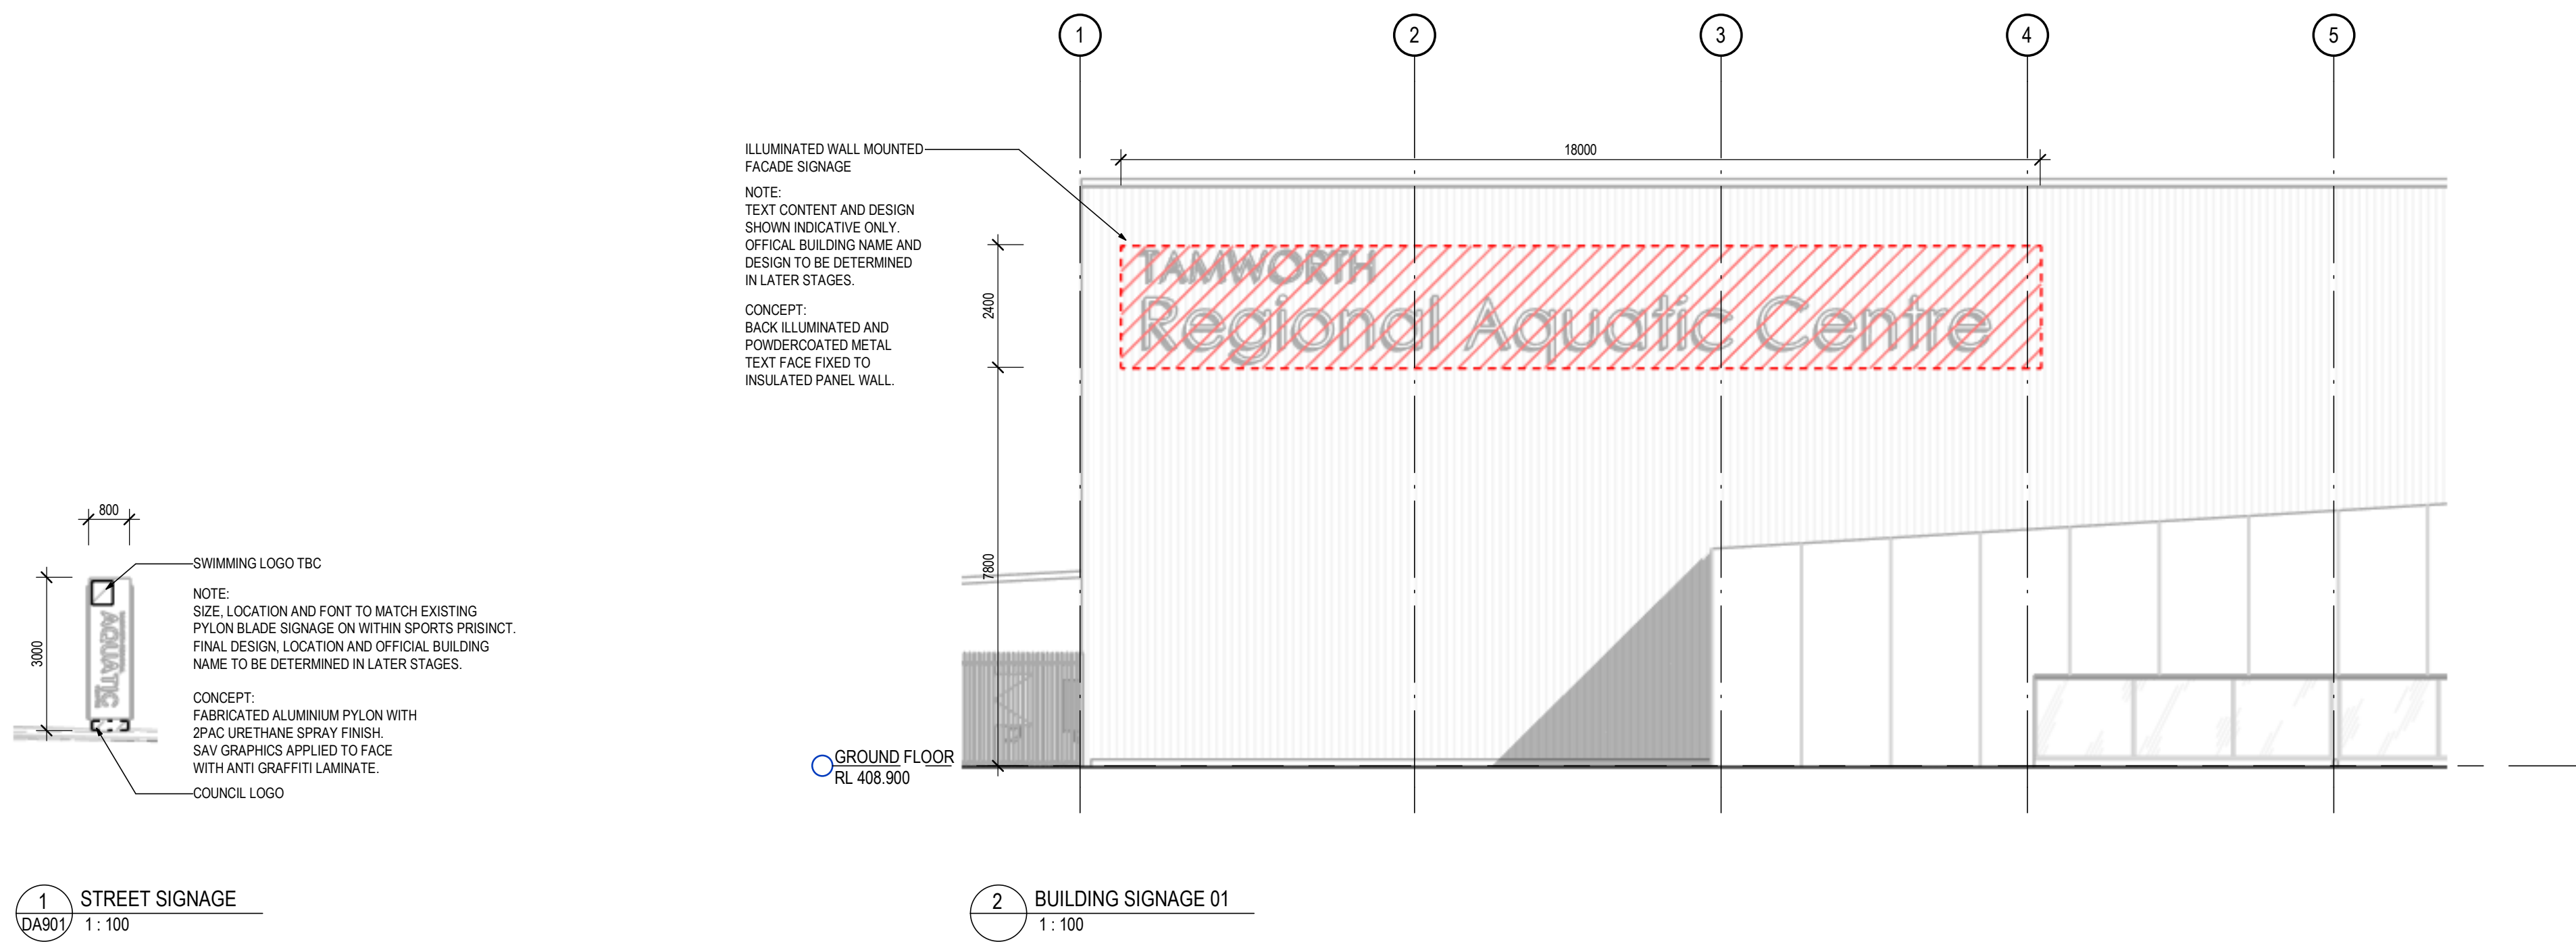 1
2
3
4
5
ILLUMINATED WALL MOUNTED
FACADE SIGNAGE
NOTE:
TEXT CONTENT AND DESIGN
SHOWN INDICATIVE ONLY.
OFFICAL BUILDING NAME AND
DESIGN TO BE DETERMINED
IN LATER STAGES.
CONCEPT:
BACK ILLUMINATED AND
POWDERCOATED METAL
TEXT FACE FIXED TO
INSULATED PANEL WALL.
18000
2400
7800
TAMWORTH
Regional Aquatic Centre
GROUND FLOOR
RL 408.900
800
3000
AQUATIC
SWIMMING LOGO TBC
NOTE:
SIZE, LOCATION AND FONT TO MATCH EXISTING
PYLON BLADE SIGNAGE ON WITHIN SPORTS PRISINCT.
FINAL DESIGN, LOCATION AND OFFICIAL BUILDING
NAME TO BE DETERMINED IN LATER STAGES.
CONCEPT:
FABRICATED ALUMINIUM PYLON WITH
2PAC URETHANE SPRAY FINISH.
SAV GRAPHICS APPLIED TO FACE
WITH ANTI GRAFFITI LAMINATE.
COUNCIL LOGO
1
DA901
STREET SIGNAGE
1 : 100
2
BUILDING SIGNAGE 01
1 : 100